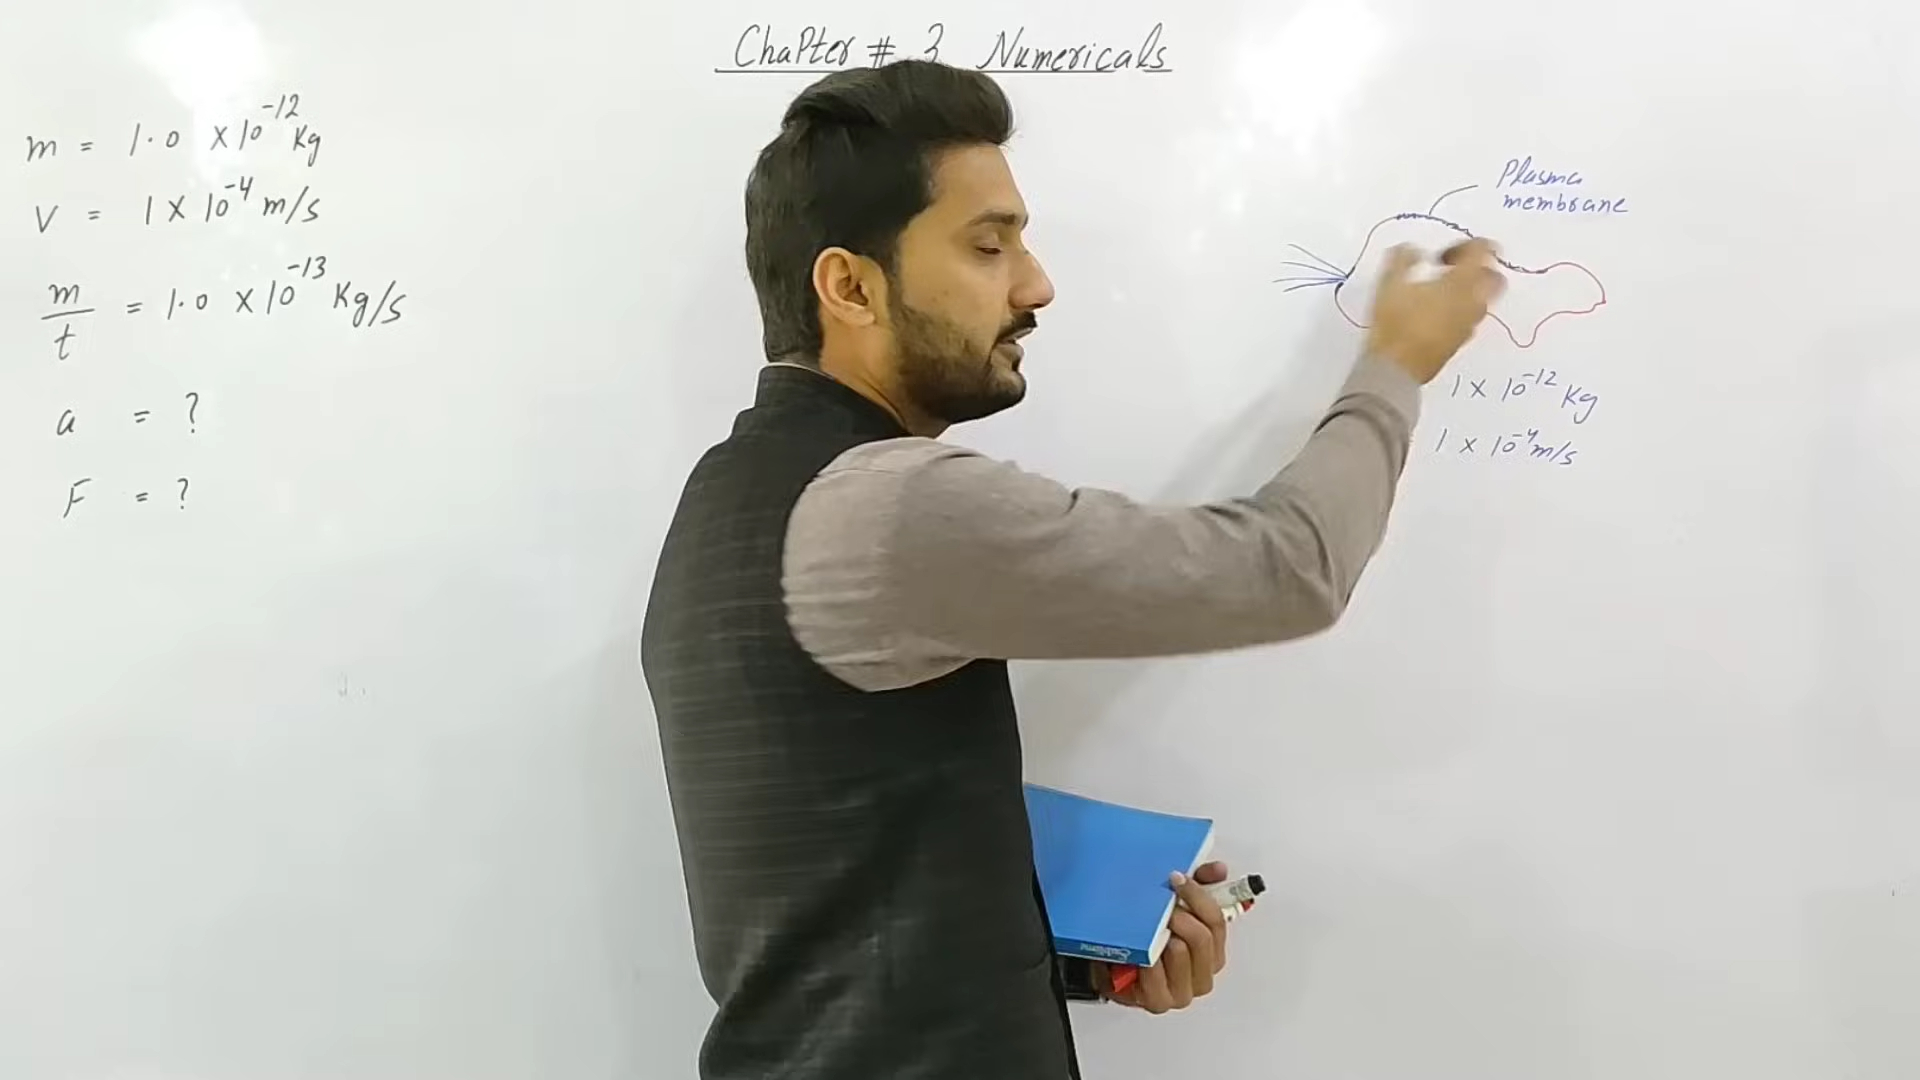 Chapter # 3 Numericals
m = 1.0 x 10^-12 Kg
v = 1 x 10^-4 m/s
m/t = 1.0 x 10^-13 Kg/s
a = ?
F = ?
Plasma
membrane
1 x 10^-12 Kg
1 x 10^-4 m/s